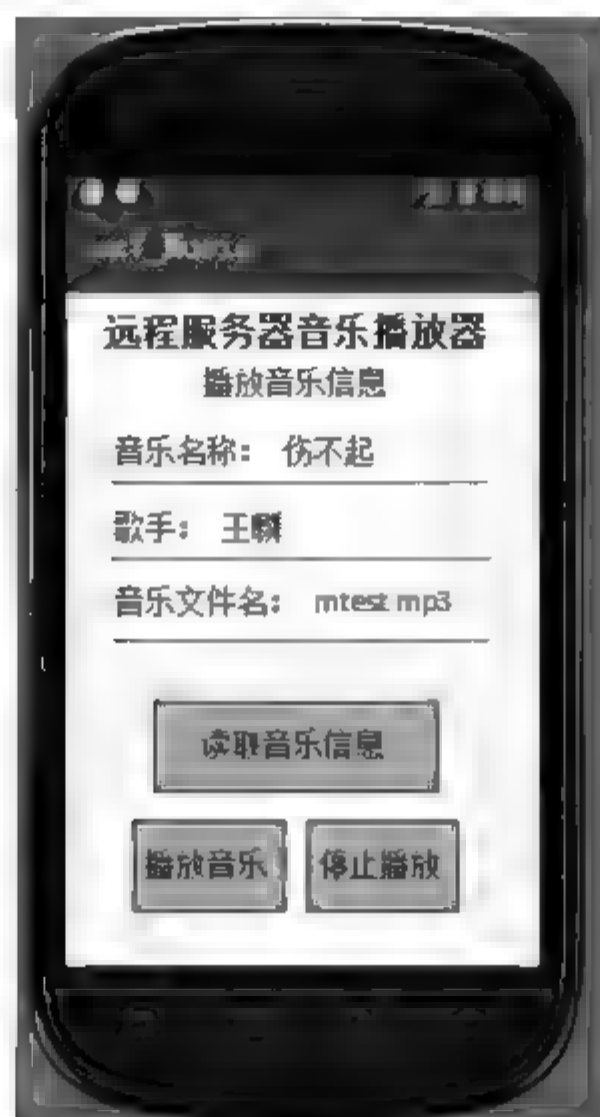 远程服务器音乐播放器
播放音乐信息
音乐名称： 伤不起
歌手： 王麟
音乐文件名： mtest mp3
读取音乐信息
播放音乐 停止播放